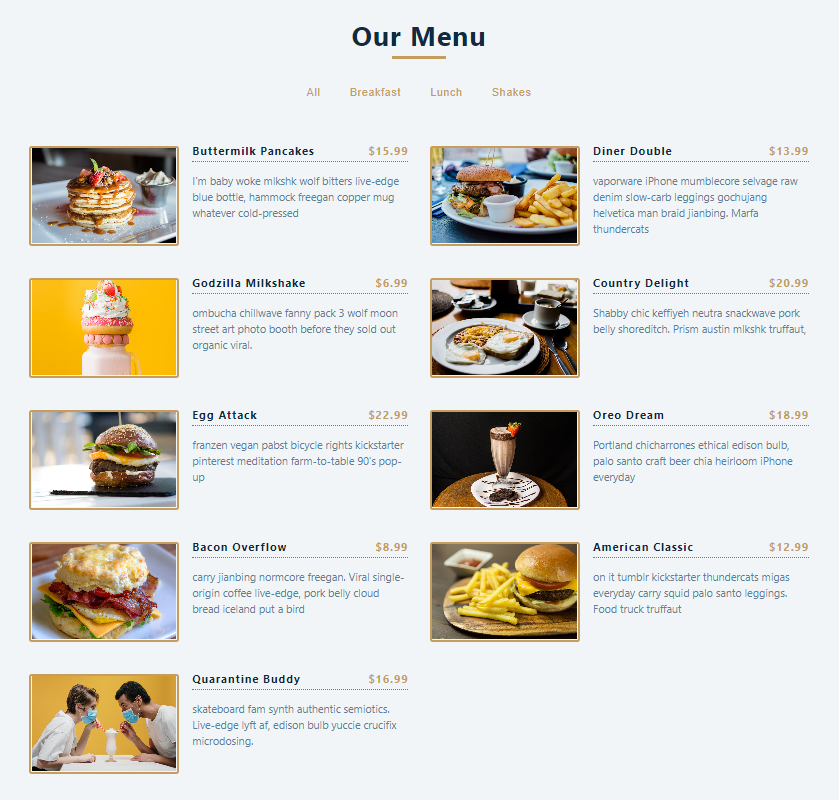 Our Menu
All Breakfast Lunch Shakes
Buttermilk Pancakes $15.99
I'm baby woke mlkshk wolf bitters live-edge
blue bottle, hammock freegan copper mug
whatever cold-pressed
Diner Double $13.99
vaporware iPhone mumblecore selvage raw
denim slow-carb leggings gochujang
helvetica man braid jianbing. Marfa
thundercats
Godzilla Milkshake $6.99
ombucha chillwave fanny pack 3 wolf moon
street art photo booth before they sold out
organic viral.
Country Delight $20.99
Shabby chic keffiyeh neutra snackwave pork
belly shoreditch. Prism austin mlkshk truffaut,
Egg Attack $22.99
franzen vegan pabst bicycle rights kickstarter
pinterest meditation farm-to-table 90's pop-
up
Oreo Dream $18.99
Portland chicharrones ethical edison bulb,
palo santo craft beer chia heirloom iPhone
everyday
Bacon Overflow $8.99
carry jianbing normcore freegan. Viral single-
origin coffee live-edge, pork belly cloud
bread iceland put a bird
American Classic $12.99
on it tumblr kickstarter thundercats migas
everyday carry squid palo santo leggings.
Food truck truffaut
Quarantine Buddy $16.99
skateboard fam synth authentic semiotics.
Live-edge lyft af, edison bulb yuccie crucifix
microdosing.